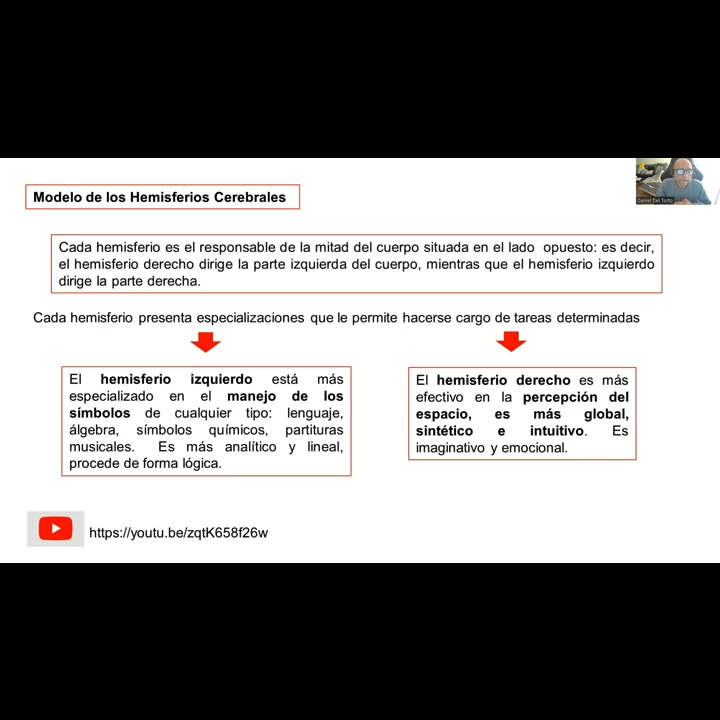 Modelo de los Hemisferios Cerebrales
Daniel Del Torto
Cada hemisferio es el responsable de la mitad del cuerpo situada en el lado opuesto: es decir,
el hemisferio derecho dirige la parte izquierda del cuerpo, mientras que el hemisferio izquierdo
dirige la parte derecha.
Cada hemisferio presenta especializaciones que le permite hacerse cargo de tareas determinadas
El hemisferio izquierdo está más
especializado en el manejo de los
símbolos de cualquier tipo: lenguaje,
álgebra, símbolos químicos, partituras
musicales. Es más analítico y lineal,
procede de forma lógica.
El hemisferio derecho es más
efectivo en la percepción del
espacio, es más global,
sintético e intuitivo. Es
imaginativo y emocional.
https://youtu.be/zqtK658f26w